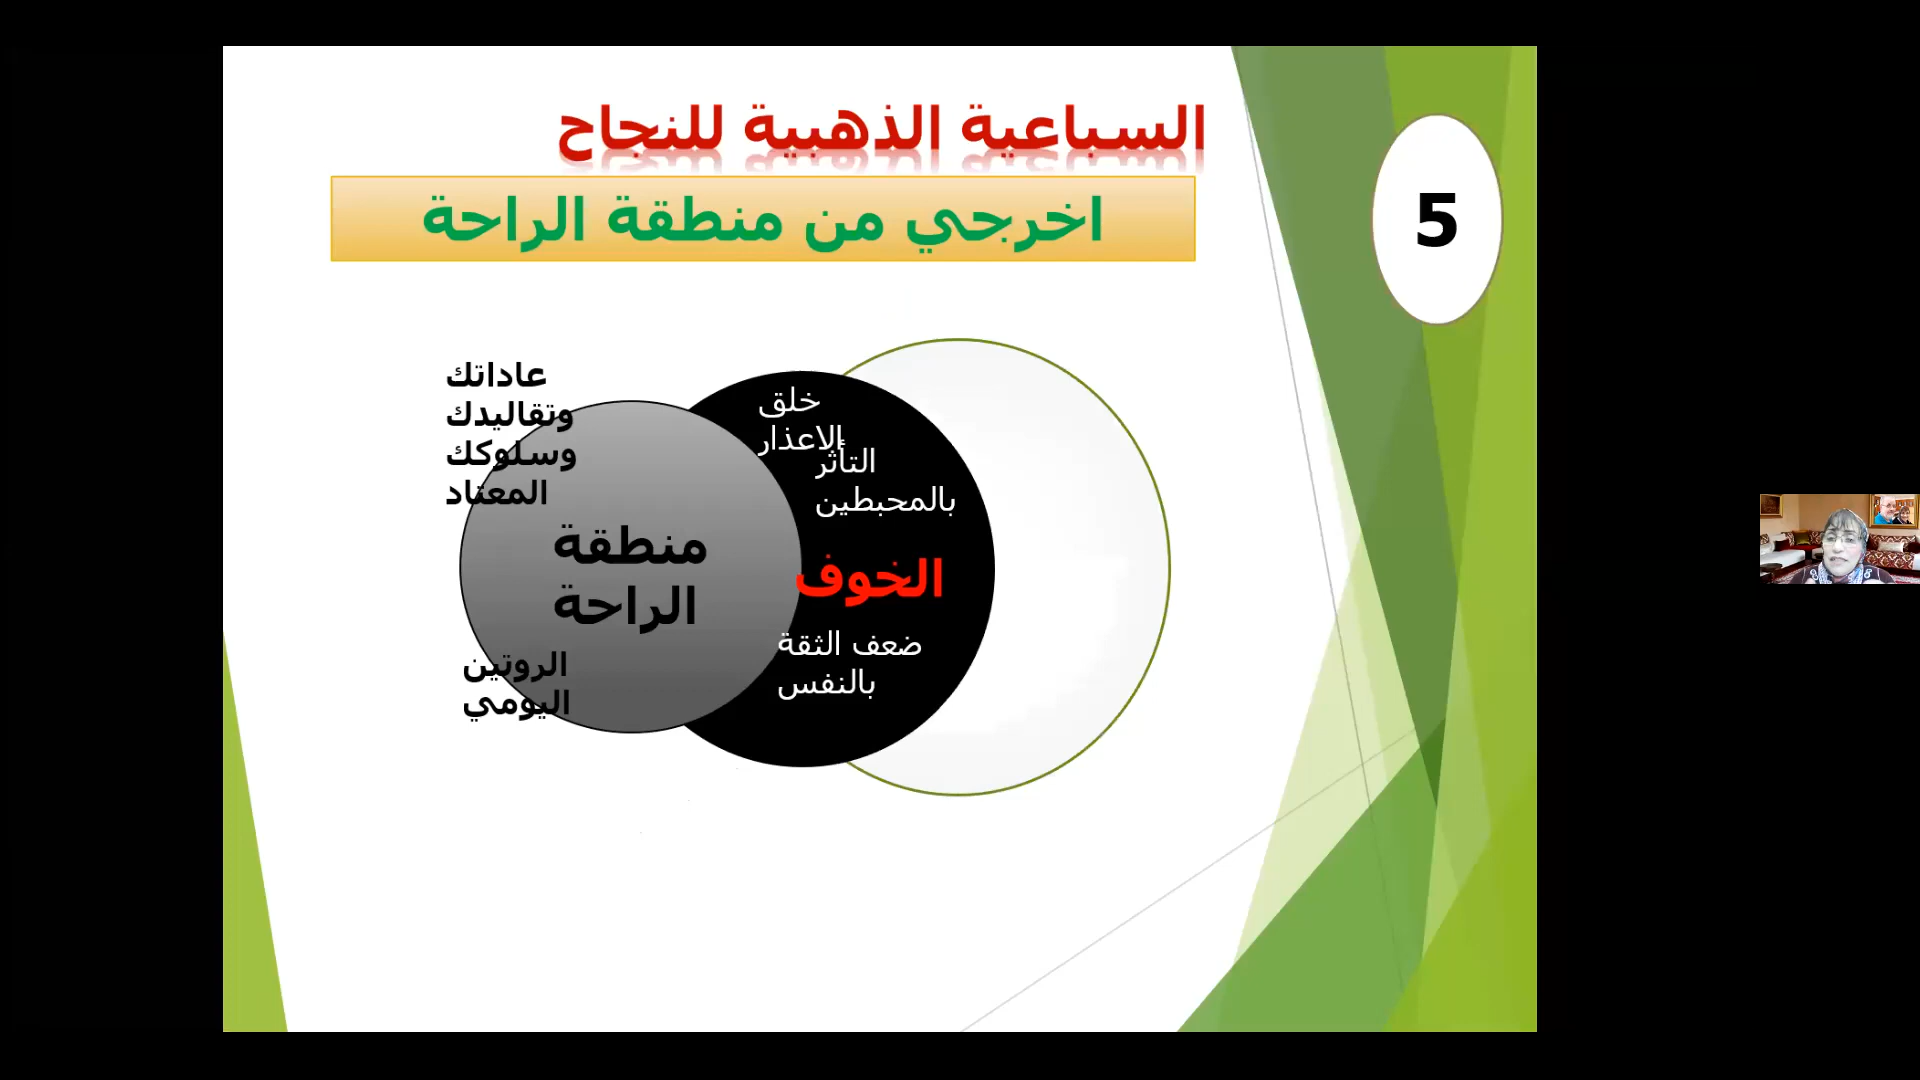 السباعية الذهبية للنجاح
اخرجي من منطقة الراحة
5
عاداتك
وتقاليدك
وسلوكك
المعتاد
منطقة
الراحة
الروتين
اليومي
خلق
الاعذار
التأثر
بالمحبطين
الخوف
ضعف الثقة
بالنفس